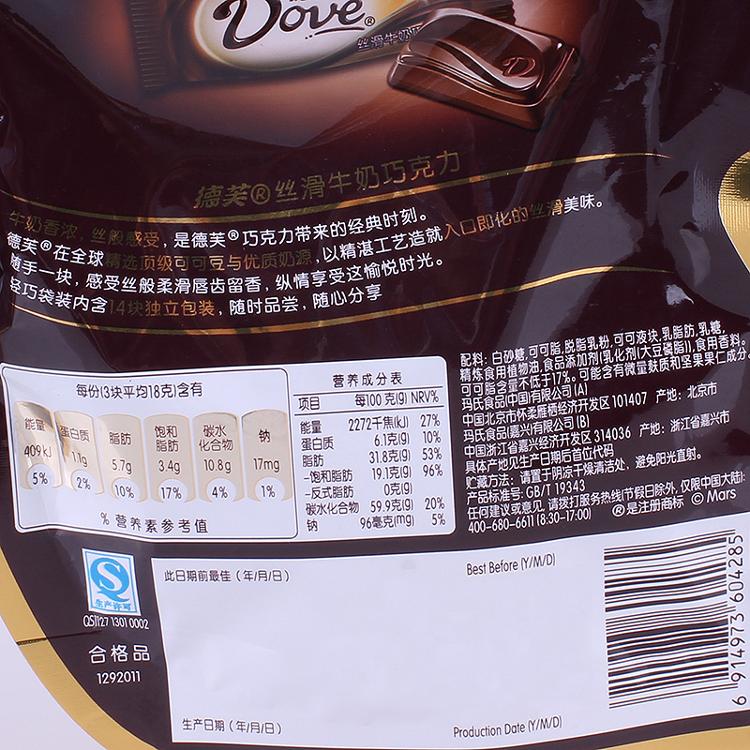 Dove®
丝滑牛奶
德芙®丝滑牛奶巧克力
牛奶香浓, 丝般感受, 是德芙®巧克力带来的经典时刻。
德芙®在全球精选顶级可可豆与优质奶源, 以精湛工艺造就入口即化的丝滑美味。
随手一块, 感受丝般柔滑唇齿留香, 纵情享受这愉悦时光。
轻巧袋装内含14块独立包装, 随时品尝, 随心分享
每份(3块平均18克)含有
能量 蛋白质 脂肪 饱和脂肪 碳水化合物 钠
409kJ 1.1g 5.7g 3.4g 10.8g 17mg
5% 2% 10% 17% 4% 1%
% 营养素参考值
营养成分表
项目 每100克(g) NRV%
能量 2272千焦(kJ) 27%
蛋白质 6.1克(g) 10%
脂肪 31.8克(g) 53%
-饱和脂肪 19.1克(g) 96%
-反式脂肪 0克(g)
碳水化合物 59.9克(g) 20%
钠 96毫克(mg) 5%
配料: 白砂糖,可可脂,脱脂乳粉,可可液块,乳脂肪,乳糖,
精炼食用植物油,食品添加剂(乳化剂(大豆磷脂)),食用香料。
可可脂含量不低于17%。可能含有微量麸质和坚果果仁成分
玛氏食品(中国)有限公司 (A)
中国北京市怀柔雁栖经济开发区 101407 产地: 北京市
玛氏食品(嘉兴)有限公司 (B)
中国浙江省嘉兴经济开发区 314036 产地: 浙江省嘉兴市
具体产地见生产日期后首位代码
贮藏方法: 请置于阴凉干燥清洁处, 避免阳光直射。
产品标准号: GB/T 19343
任何建议或意见, 请拨打服务热线(节假日除外, 仅限中国大陆):
400-680-6611 (8:30-17:00) ®是注册商标 © Mars
QS
生产许可
QS1127 1301 0002
合格品
1292011
此日期前最佳 (年/月/日)
Best Before (Y/M/D)
生产日期 (年/月/日)
Production Date (Y/M/D)
6 914973 604285